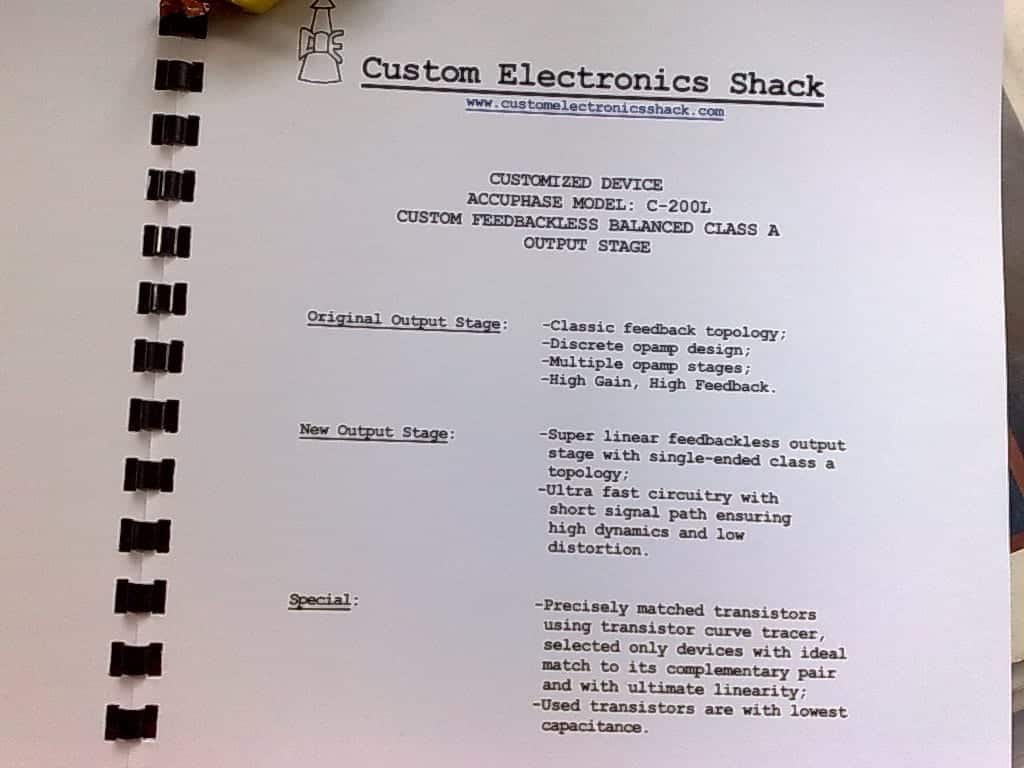 Custom Electronics Shack
www.customelectronicsshack.com
CUSTOMIZED DEVICE
ACCUPHASE MODEL: C-200L
CUSTOM FEEDBACKLESS BALANCED CLASS A
OUTPUT STAGE
Original Output Stage: -Classic feedback topology;
-Discrete opamp design;
-Multiple opamp stages;
-High Gain, High Feedback.
New Output Stage: -Super linear feedbackless output
stage with single-ended class a
topology;
-Ultra fast circuitry with
short signal path ensuring
high dynamics and low
distortion.
Special: -Precisely matched transistors
using transistor curve tracer,
selected only devices with ideal
match to its complementary pair
and with ultimate linearity;
-Used transistors are with lowest
capacitance.